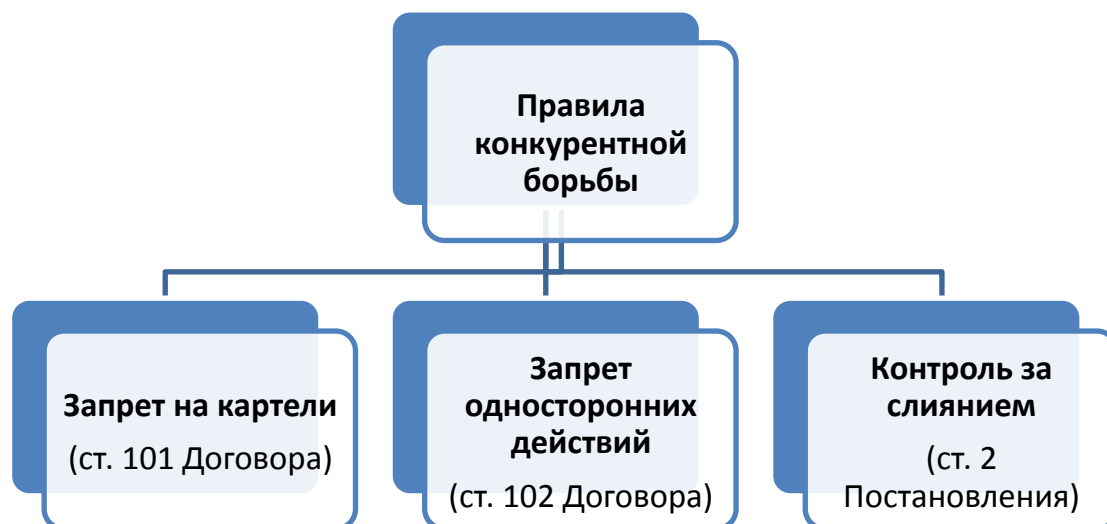 Правила
конкурентной
борьбы
Запрет на картели
(ст. 101 Договора)
Запрет
односторонних
действий
(ст. 102 Договора)
Контроль за
слиянием
(ст. 2
Постановления)